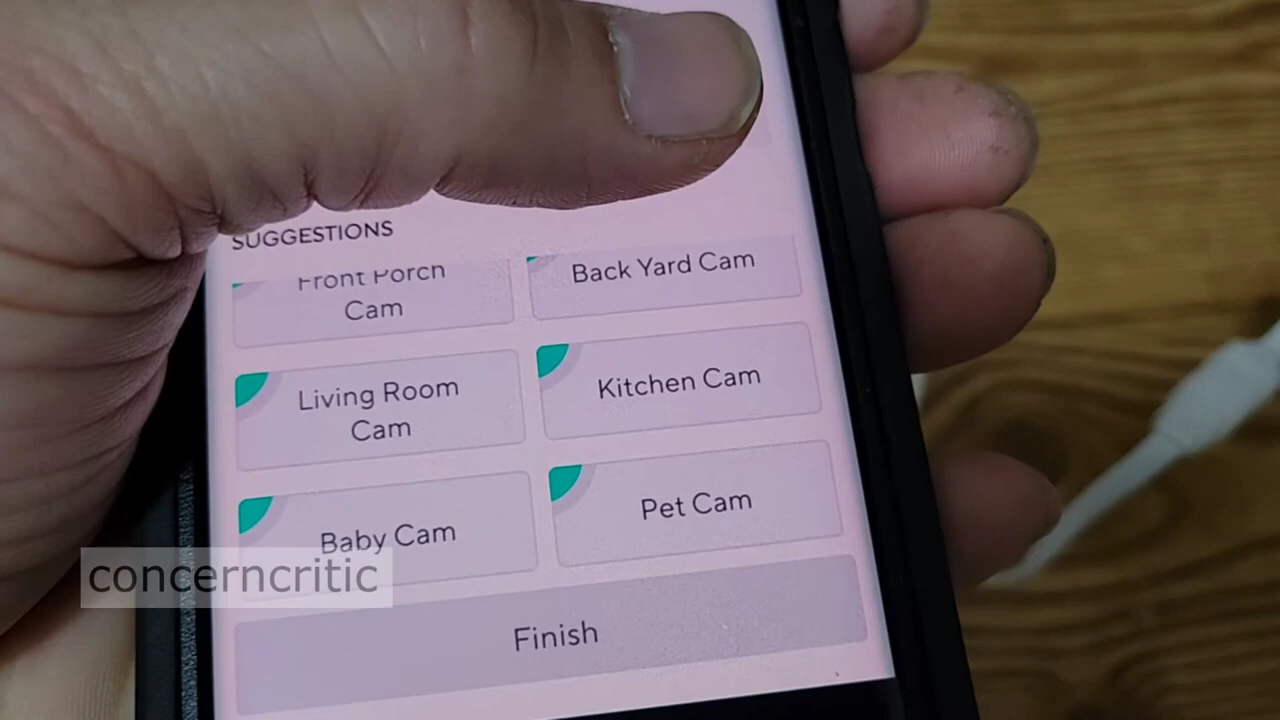 SUGGESTIONS
Front Porch
Cam
Back Yard Cam
Living Room
Cam
Kitchen Cam
Baby Cam
Pet Cam
concerncritic
Finish